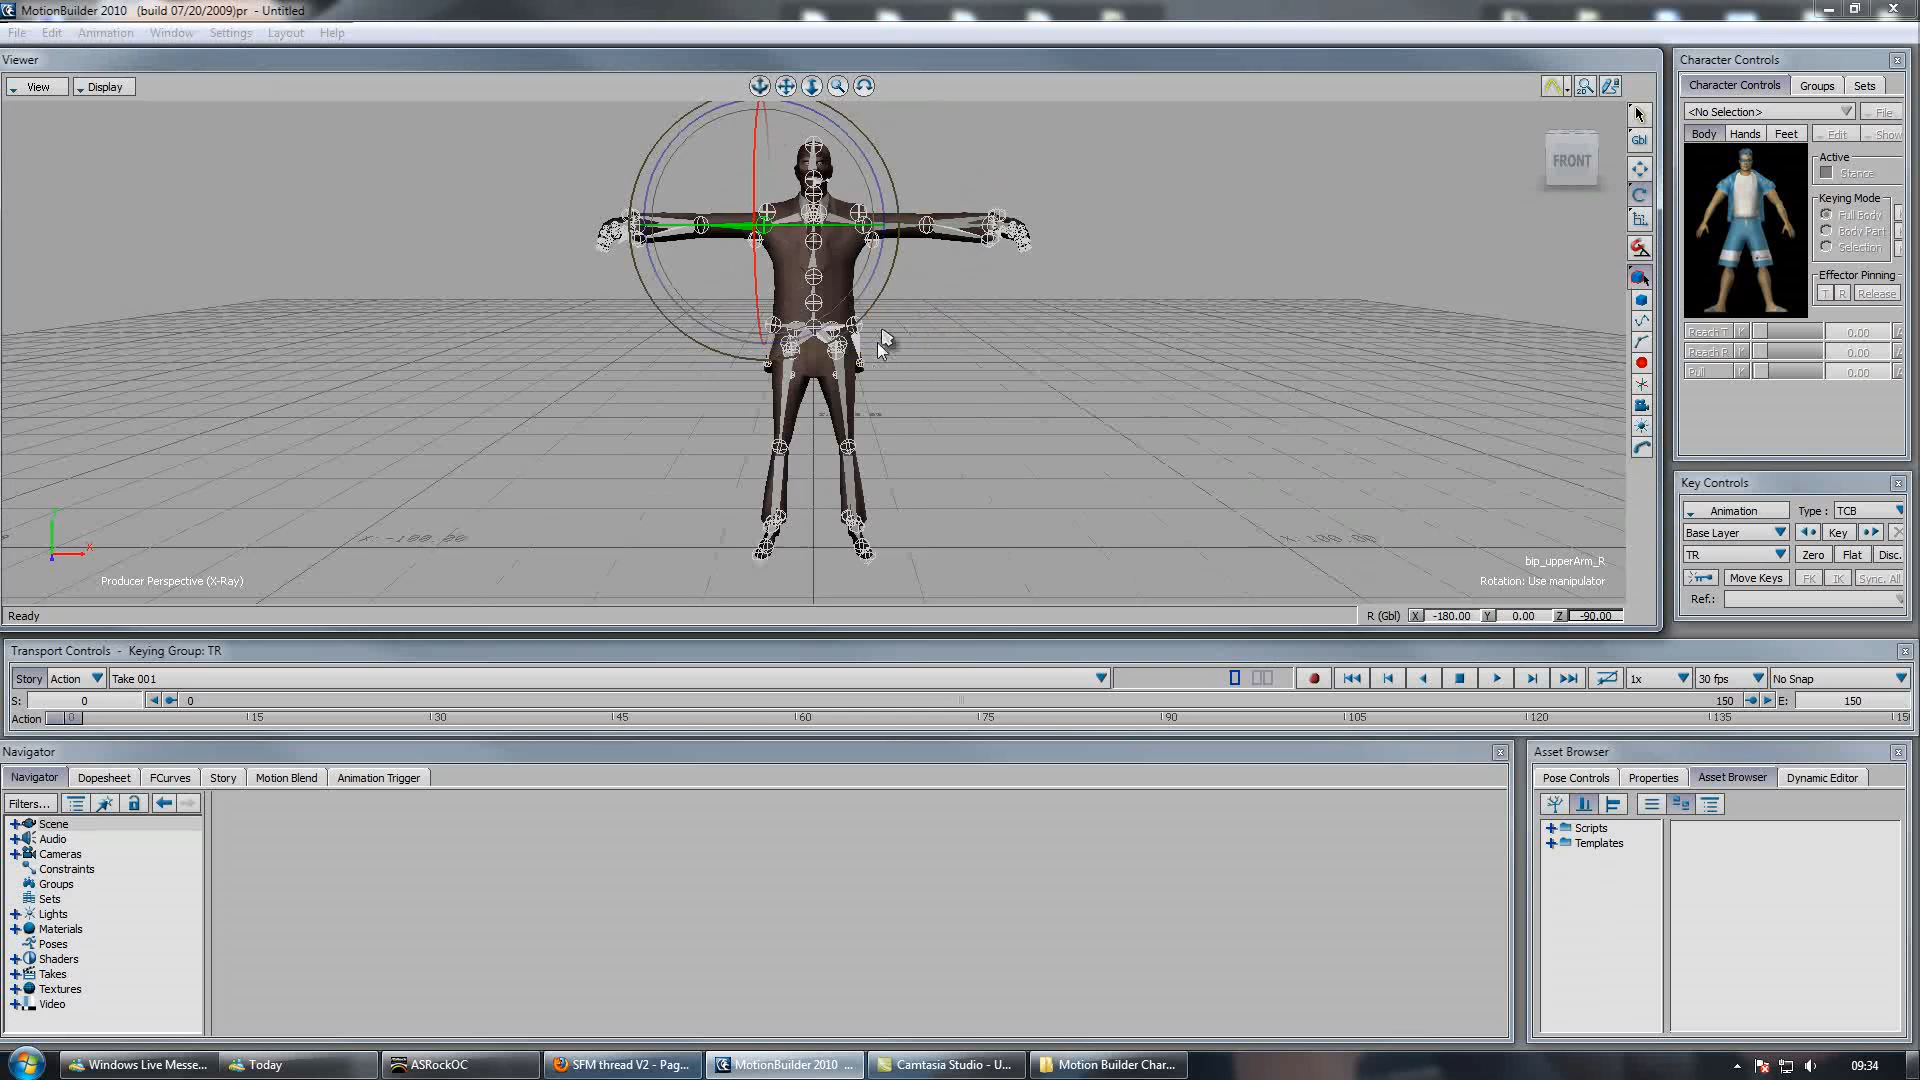 MotionBuilder 2010 (build 07/20/2009)pr - Untitled
File Edit Animation Window Settings Layout Help
Viewer
View Display
FRONT
Gbl
2D
X: -100.00
X: 100.00
Y
X
Producer Perspective (X-Ray)
bip_upperArm_R
Rotation: Use manipulator
Ready
R (Gbl) X -180.00 Y 0.00 Z -90.00
Character Controls
Character Controls Groups Sets
<No Selection> File
Body Hands Feet Edit Show
Active
Stance
Keying Mode
Full Body
Body Part
Selection
Effector Pinning
T R Release
Reach T K 0.00
Reach R K 0.00
Pull K 0.00
Key Controls
Animation Type : TCB
Base Layer Key
TR Zero Flat Disc.
Move Keys FK IK Sync. All
Ref.:
Transport Controls - Keying Group: TR
Story Action Take 001 1x 30 fps No Snap
S: 0 0 150 E: 150
Action 0 15 30 45 60 75 90 105 120 135 15
Navigator
Navigator Dopesheet FCurves Story Motion Blend Animation Trigger
Filters...
Scene
Audio
Cameras
Constraints
Groups
Sets
Lights
Materials
Poses
Shaders
Takes
Textures
Video
Asset Browser
Pose Controls Properties Asset Browser Dynamic Editor
Scripts
Templates
Windows Live Messe... Today ASRockOC SFM thread V2 - Pag... MotionBuilder 2010 ... Camtasia Studio - U... Motion Builder Char... 09:34